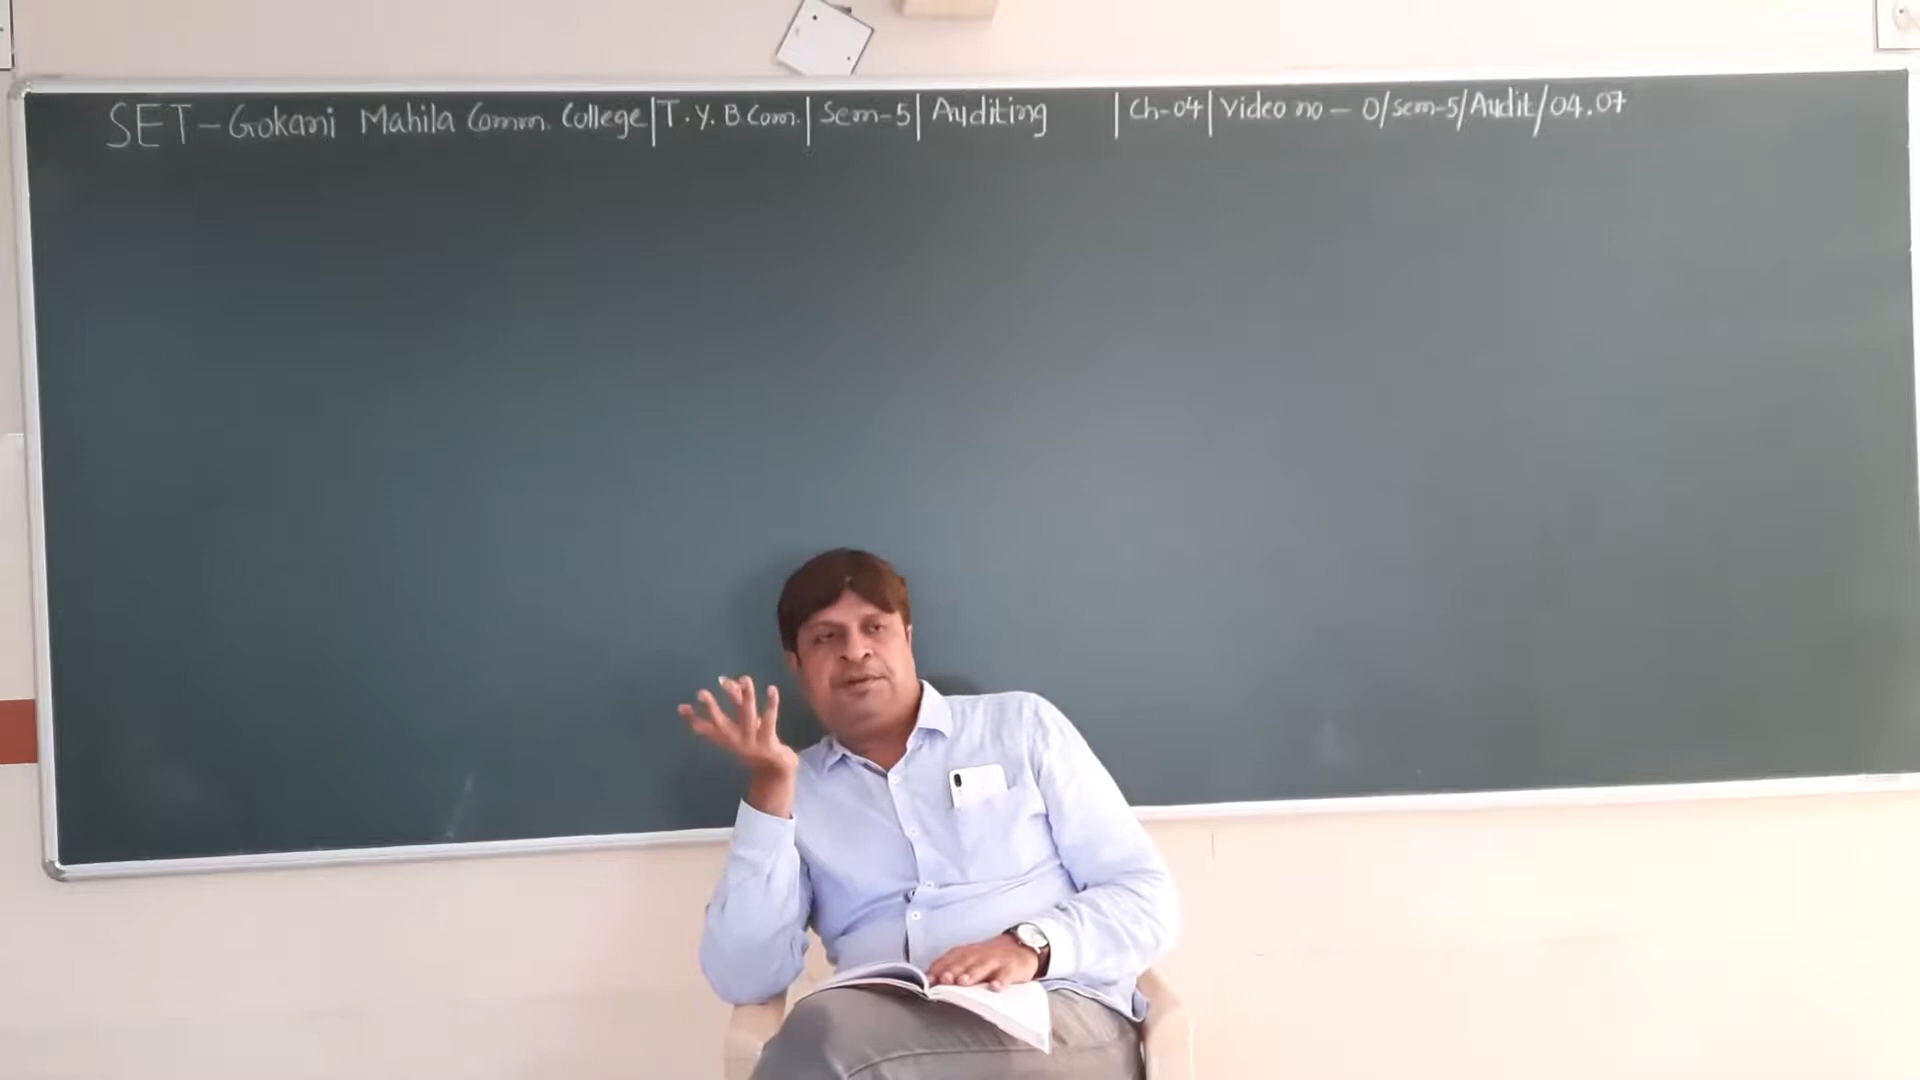 SET - Gokani Mahila Comm. College | T. Y. B Com. | Sem-5 | Auditing | Ch-04 | Video no - 0/sem-5/Audit/04.07